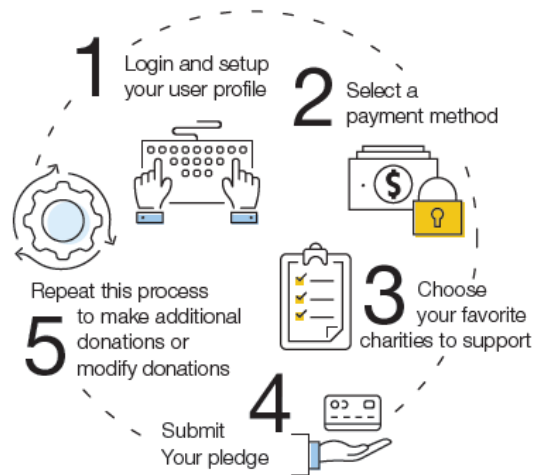 1
Login and setup
your user profile
2
Select a
payment method
$
3
Choose
your favorite
charities to support
4
Submit
Your pledge
5
Repeat this process
to make additional
donations or
modify donations